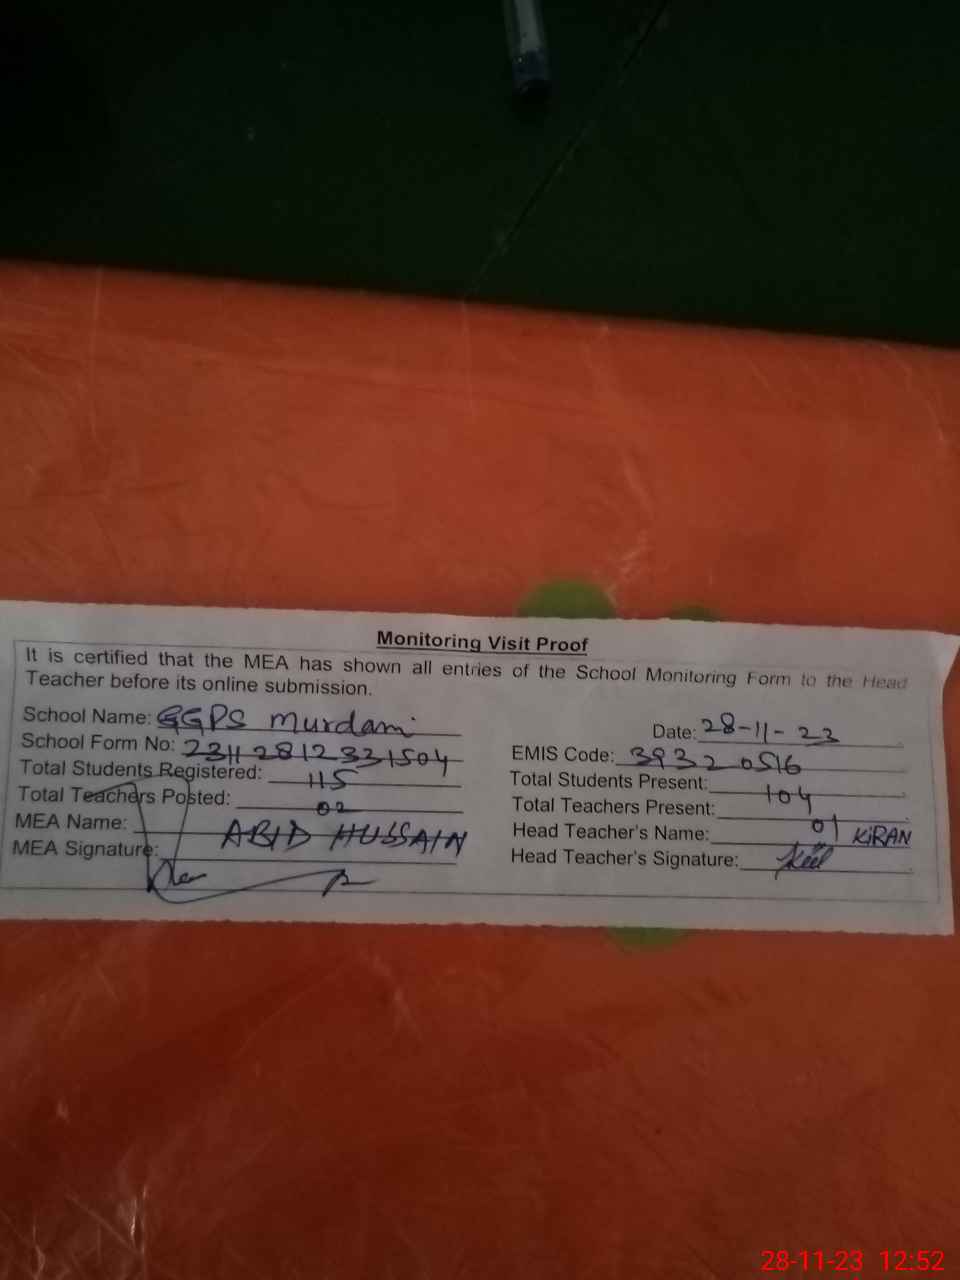 Monitoring Visit Proof
It is certified that the MEA has shown all entries of the School Monitoring Form to the Head
Teacher before its online submission.
School Name: GGPS Murdani
Date: 28-11-23
School Form No: 2311281233 1504
EMIS Code: 39320516
Total Students Registered: 115
Total Students Present: 104
Total Teachers Posted: 02
Total Teachers Present: 01
MEA Name: ABID HUSSAIN
Head Teacher's Name: KiRAN
MEA Signature:
Head Teacher's Signature:
28-11-23 12:52